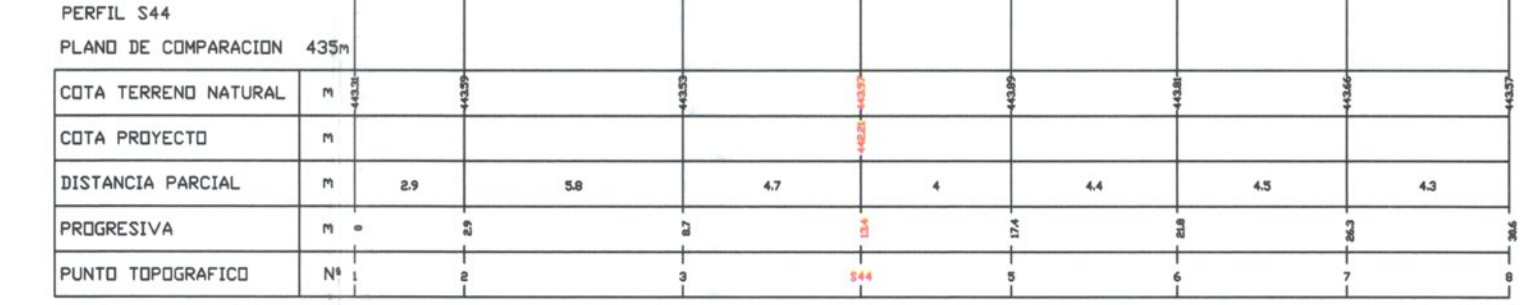 PERFIL S44
PLANO DE COMPARACION 435m
COTA TERRENO NATURAL m 443.31 443.59 443.53 443.97 443.89 443.81 443.66 443.57
COTA PROYECTO m 442.21
DISTANCIA PARCIAL m 2.9 5.8 4.7 4 4.4 4.5 4.3
PROGRESIVA m 0 2.9 8.7 13.4 17.4 21.8 26.3 30.6
PUNTO TOPOGRAFICO Nº 1 2 3 S44 5 6 7 8